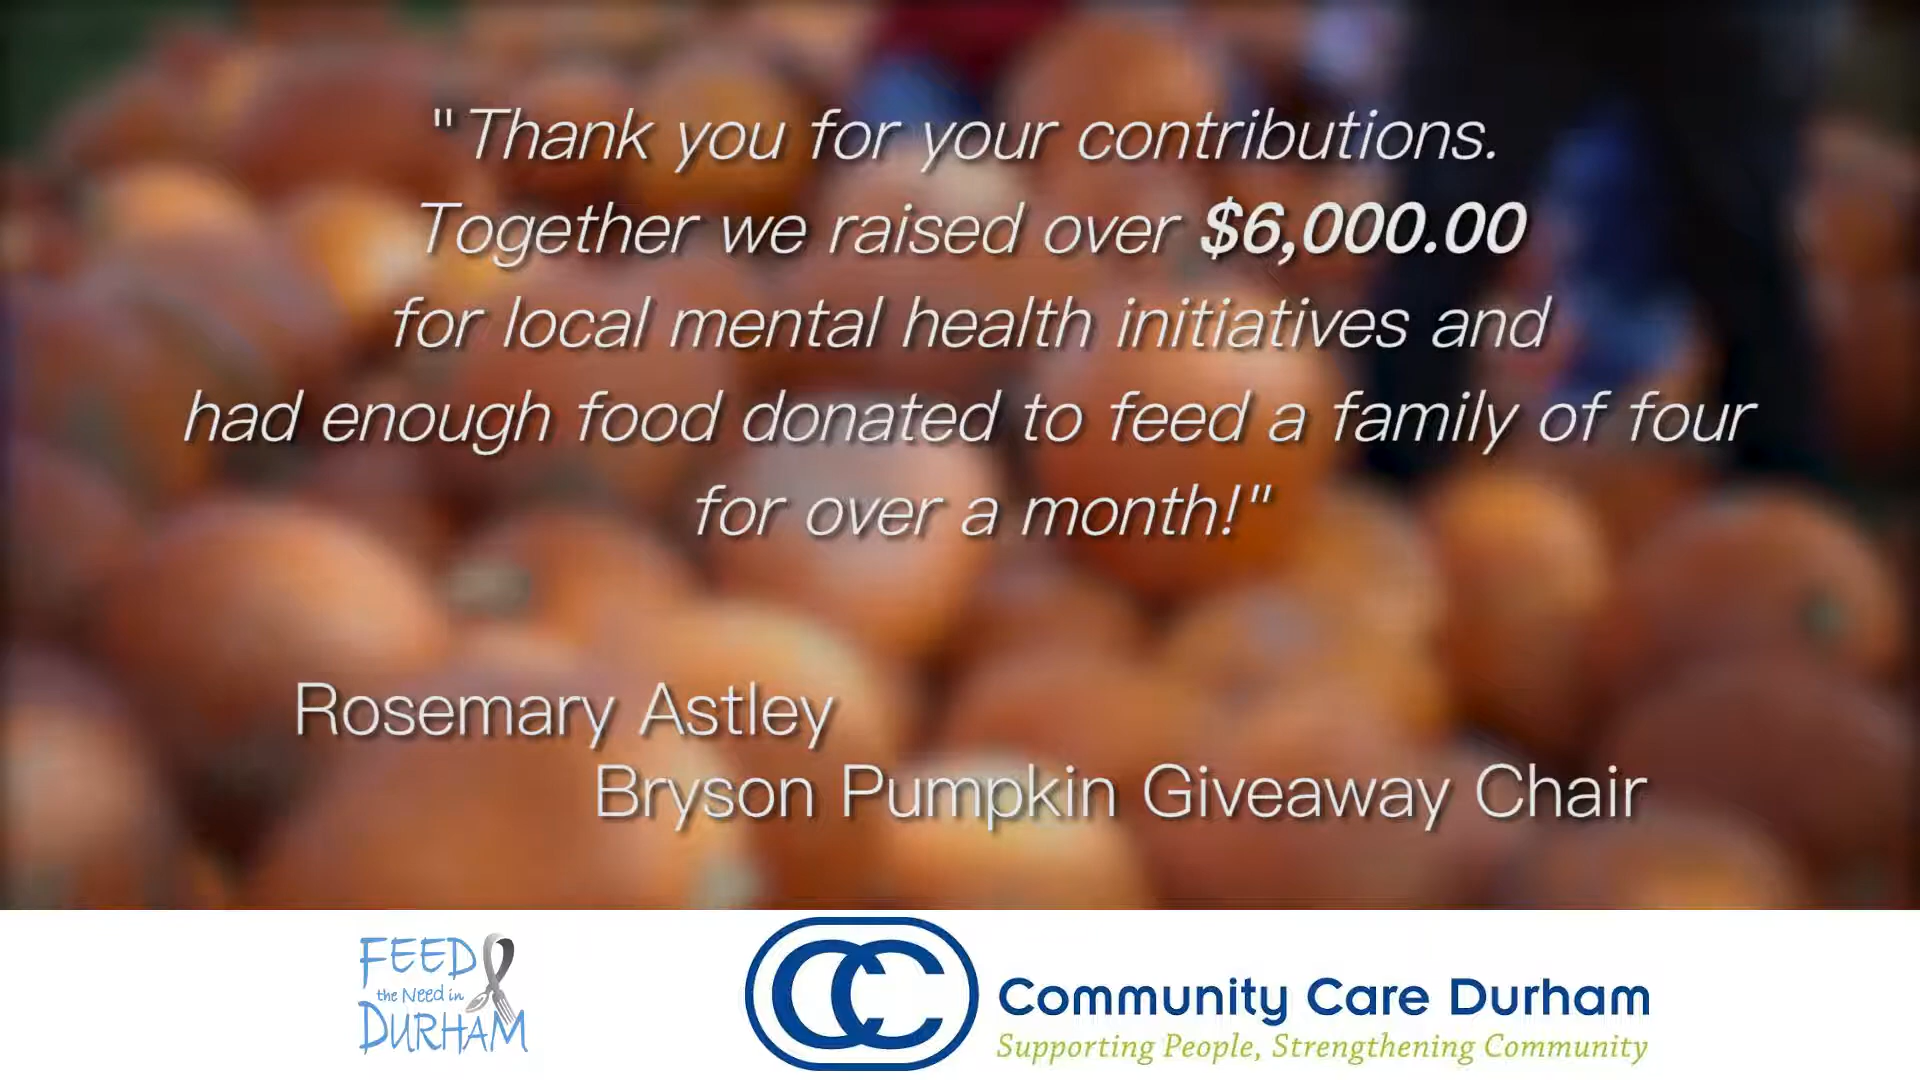 "Thank you for your contributions.
Together we raised over $6,000.00
for local mental health initiatives and
had enough food donated to feed a family of four
for over a month!"
Rosemary Astley
Bryson Pumpkin Giveaway Chair
FEED
the Need in
DURHAM
CC
Community Care Durham
Supporting People, Strengthening Community